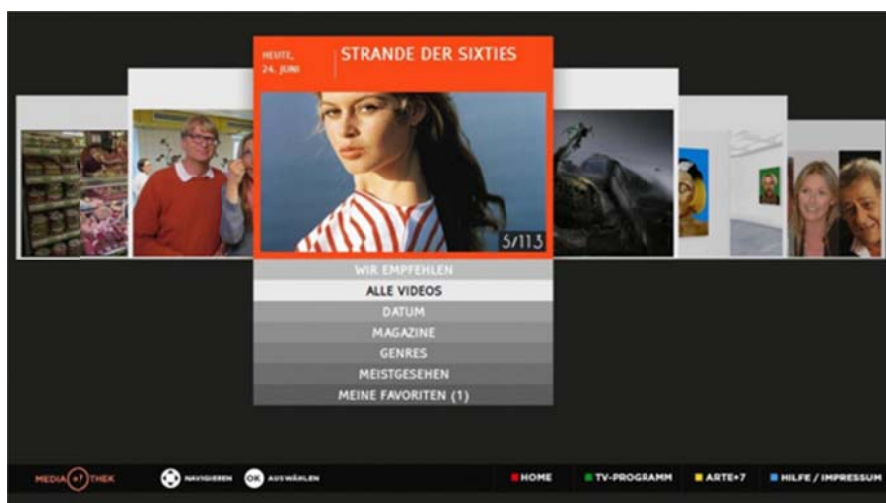 HEUTE,
24. JUNI
STRANDE DER SIXTIES
5/113
WIR EMPFEHLEN
ALLE VIDEOS
DATUM
MAGAZINE
GENRES
MEISTGESEHEN
MEINE FAVORITEN (1)
MEDIA THEK NAVIGIEREN OK AUSWÄHLEN HOME TV-PROGRAMM ARTE+7 HILFE / IMPRESSUM